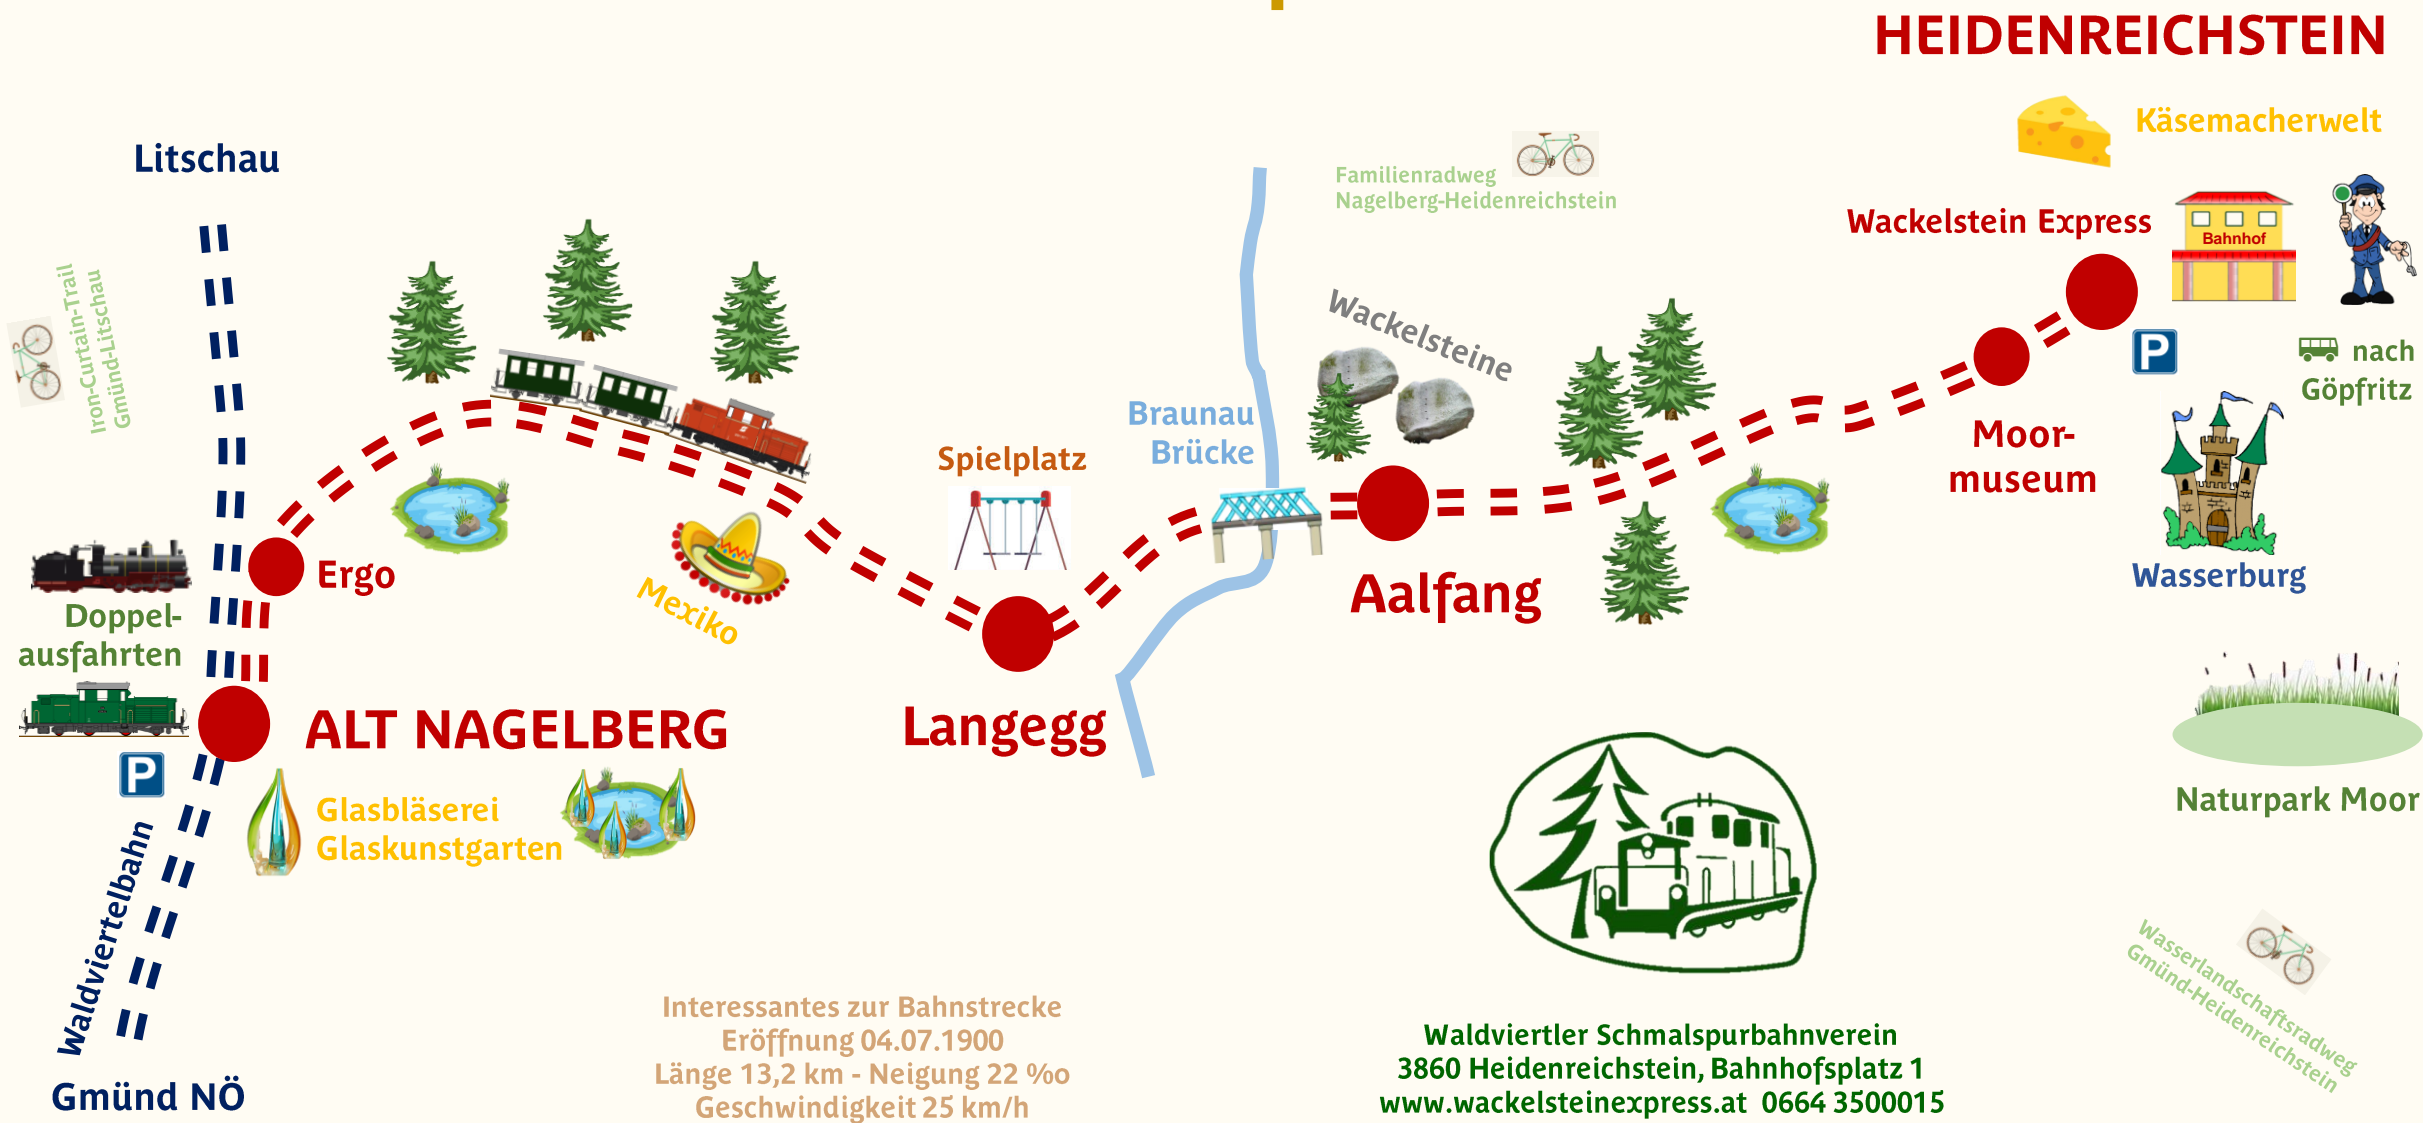 HEIDENREICHSTEIN
Käsemacherwelt
Litschau
Familienradweg
Nagelberg-Heidenreichstein
Wackelstein Express
Bahnhof
Iron-Curtain-Trail
Gmünd-Litschau
Wackelsteine
P
nach
Göpfritz
Braunau
Brücke
Spielplatz
Moor-
museum
Ergo
Mexiko
Aalfang
Wasserburg
Doppel-
ausfahrten
ALT NAGELBERG
Langegg
P
Glasbläserei
Glaskunstgarten
Naturpark Moor
Waldviertelbahn
Wasserlandschaftsradweg
Gmünd-Heidenreichstein
Gmünd NÖ
Interessantes zur Bahnstrecke
Eröffnung 04.07.1900
Länge 13,2 km - Neigung 22 %o
Geschwindigkeit 25 km/h
Waldviertler Schmalspurbahnverein
3860 Heidenreichstein, Bahnhofsplatz 1
www.wackelsteinexpress.at 0664 3500015